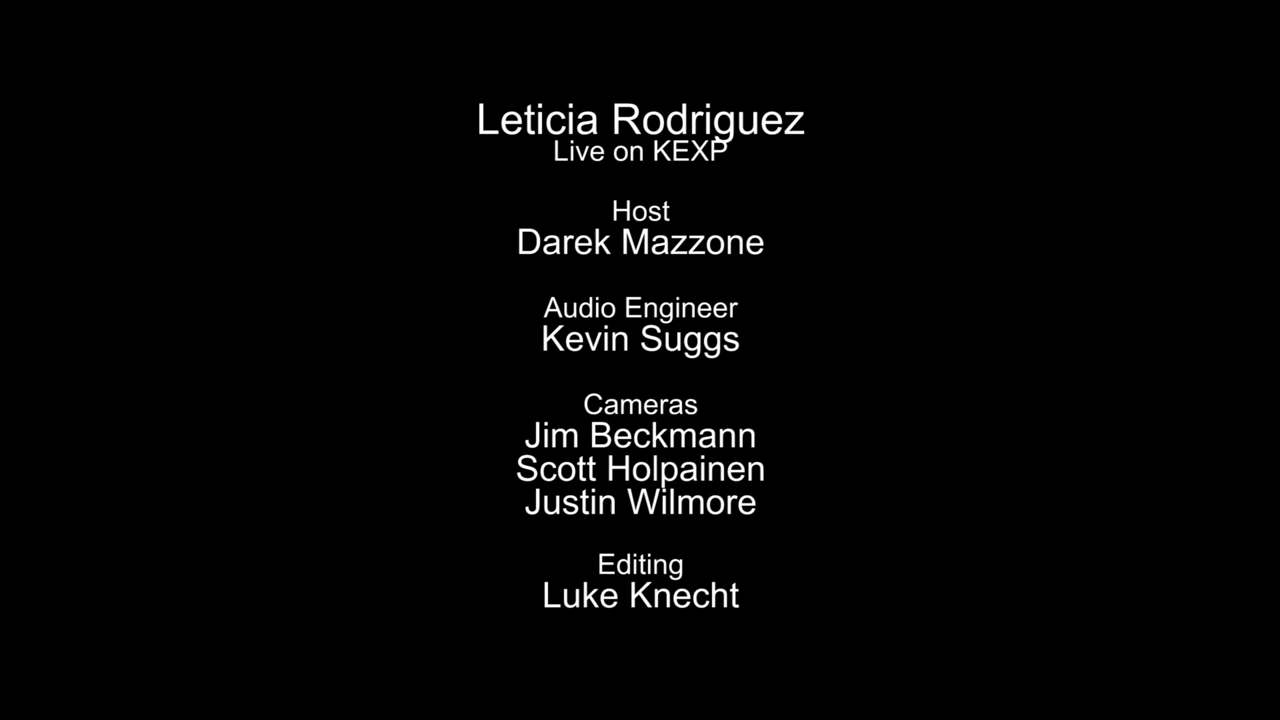 Leticia Rodriguez
Live on KEXP
Host
Darek Mazzone
Audio Engineer
Kevin Suggs
Cameras
Jim Beckmann
Scott Holpainen
Justin Wilmore
Editing
Luke Knecht